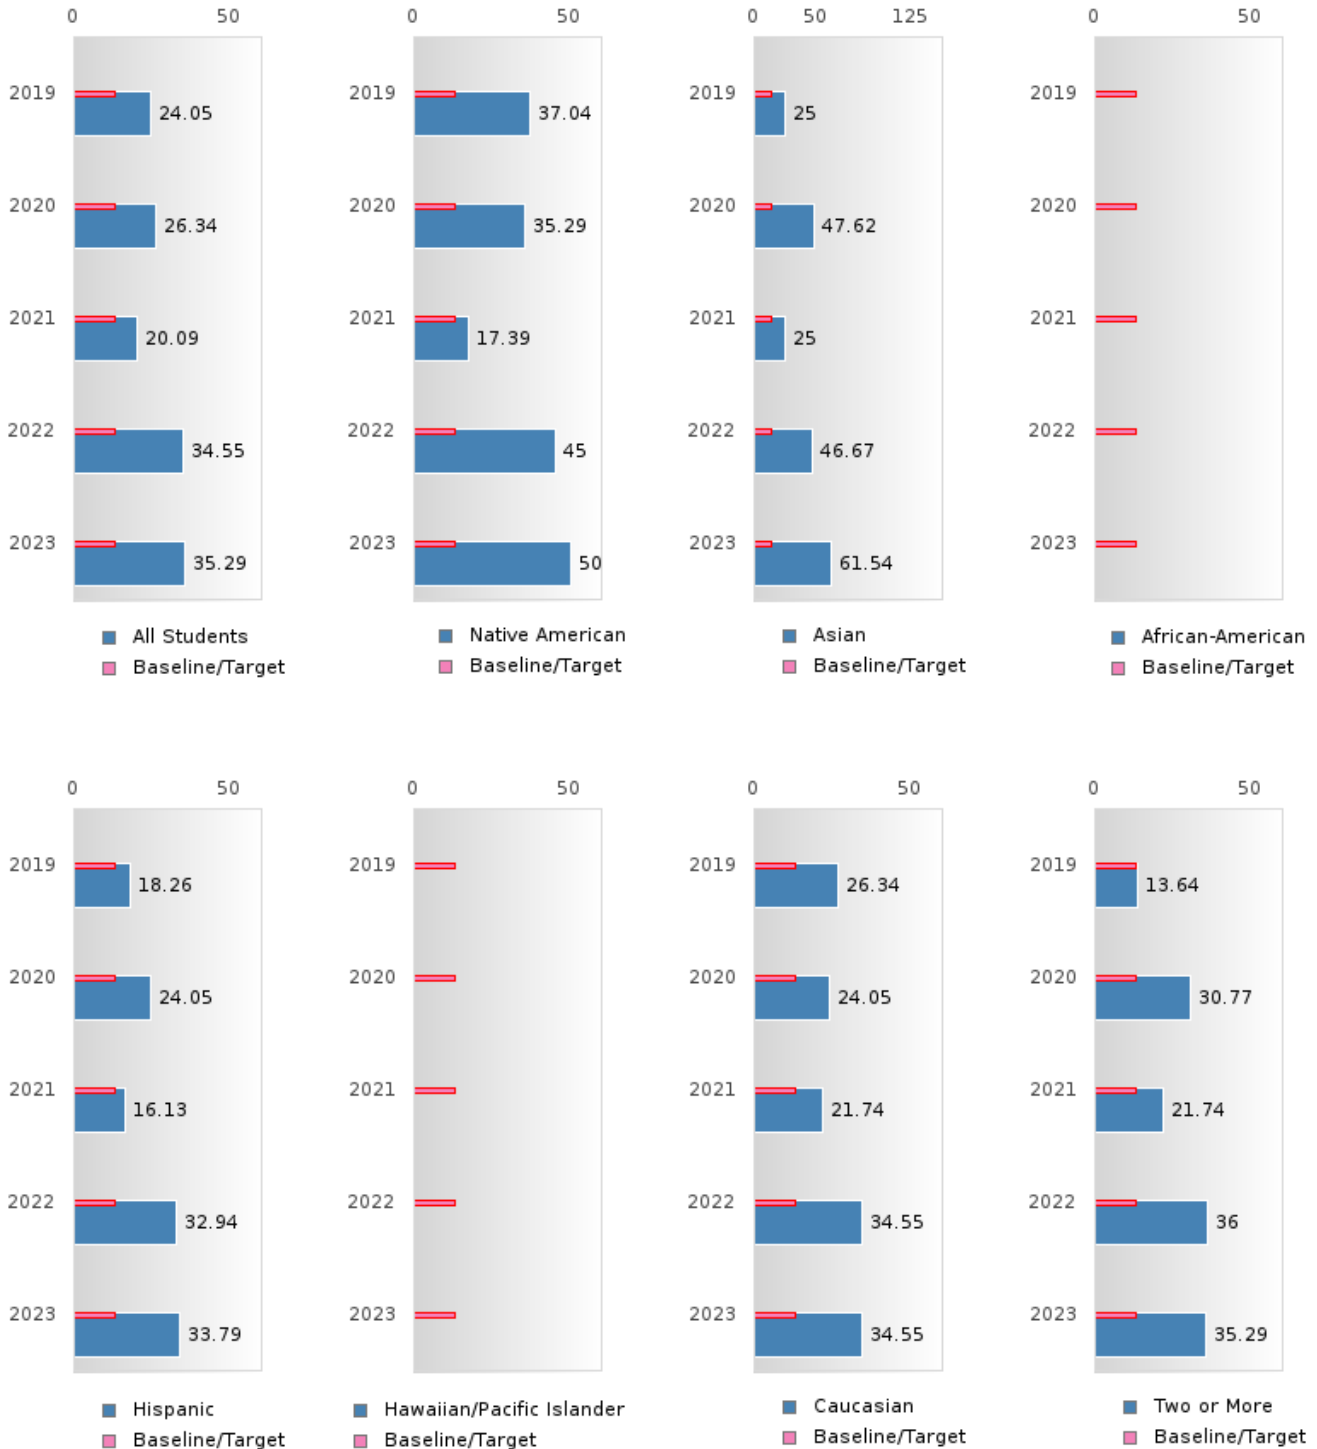 0 50 0 50 0 50 125 0 50
2019 24.05 2019 37.04 2019 25 2019
2020 26.34 2020 35.29 2020 47.62 2020
2021 20.09 2021 17.39 2021 25 2021
2022 34.55 2022 45 2022 46.67 2022
2023 35.29 2023 50 2023 61.54 2023
All Students Native American Asian African-American
Baseline/Target Baseline/Target Baseline/Target Baseline/Target
0 50 0 50 0 50 0 50
2019 18.26 2019 2019 26.34 2019 13.64
2020 24.05 2020 2020 24.05 2020 30.77
2021 16.13 2021 2021 21.74 2021 21.74
2022 32.94 2022 2022 34.55 2022 36
2023 33.79 2023 2023 34.55 2023 35.29
Hispanic Hawaiian/Pacific Islander Caucasian Two or More
Baseline/Target Baseline/Target Baseline/Target Baseline/Target